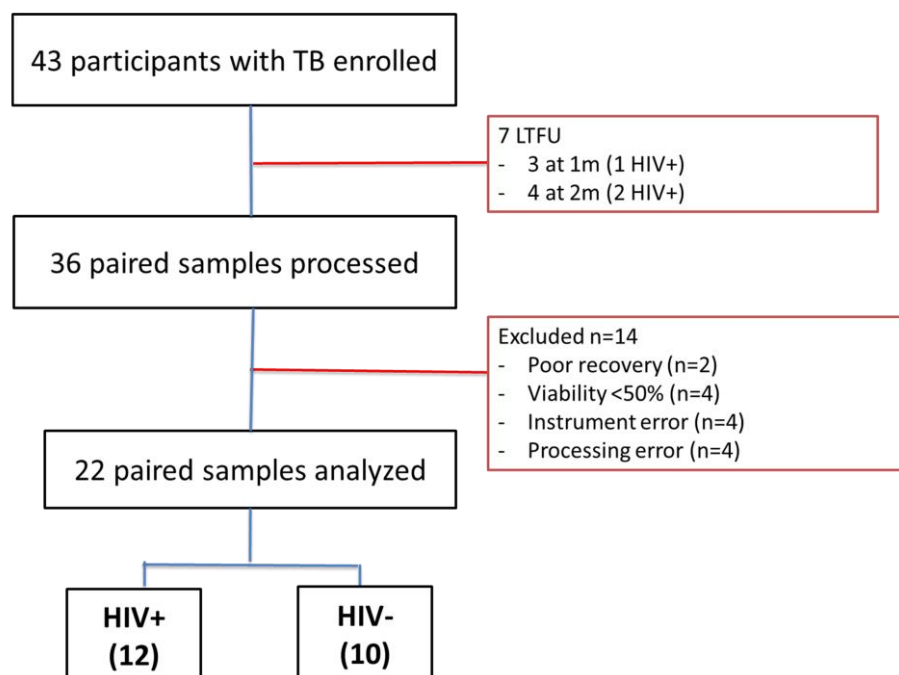 43 participants with TB enrolled
7 LTFU
- 3 at 1m (1 HIV+)
- 4 at 2m (2 HIV+)
36 paired samples processed
Excluded n=14
- Poor recovery (n=2)
- Viability <50% (n=4)
- Instrument error (n=4)
- Processing error (n=4)
22 paired samples analyzed
HIV+
(12)
HIV-
(10)